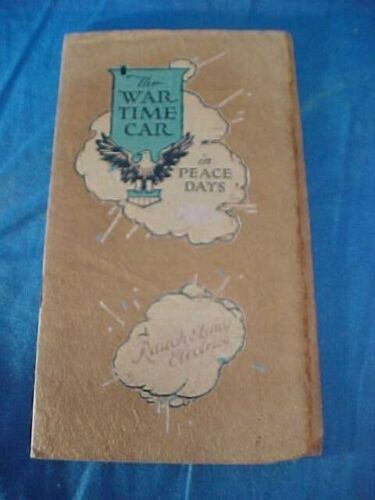 The
WAR
TIME
CAR
in
PEACE
DAYS
Rauch & Lang
Electrics